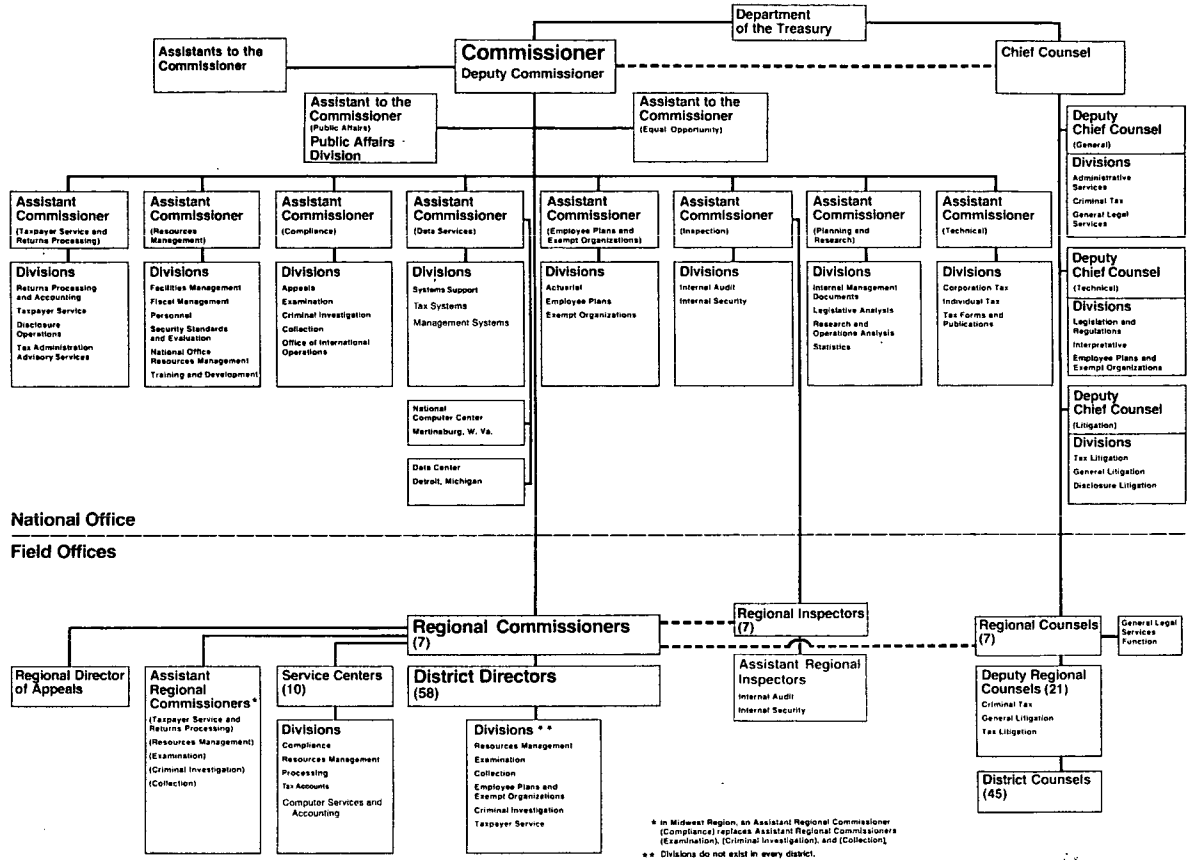 Department
of the Treasury
Assistants to the
Commissioner
Commissioner
Deputy Commissioner
Chief Counsel
Assistant to the
Commissioner
(Public Affairs)
Public Affairs
Division
Assistant to the
Commissioner
(Equal Opportunity)
Deputy
Chief Counsel
(General)
Divisions
Administrative
Services
Criminal Tax
General Legal
Services
Assistant
Commissioner
(Taxpayer Service and
Returns Processing)
Divisions
Returns Processing
and Accounting
Taxpayer Service
Disclosure
Operations
Tax Administration
Advisory Services
Assistant
Commissioner
(Resources
Management)
Divisions
Facilities Management
Fiscal Management
Personnel
Security Standards
and Evaluation
National Office
Resources Management
Training and Development
Assistant
Commissioner
(Compliance)
Divisions
Appeals
Examination
Criminal Investigation
Collection
Office of International
Operations
Assistant
Commissioner
(Data Services)
Divisions
Systems Support
Tax Systems
Management Systems
National
Computer Center
Martinsburg, W. Va.
Data Center
Detroit, Michigan
Assistant
Commissioner
(Employee Plans and
Exempt Organizations)
Divisions
Actuarial
Employee Plans
Exempt Organizations
Assistant
Commissioner
(Inspection)
Divisions
Internal Audit
Internal Security
Assistant
Commissioner
(Planning and
Research)
Divisions
Internal Management
Documents
Legislative Analysis
Research and
Operations Analysis
Statistics
Assistant
Commissioner
(Technical)
Divisions
Corporation Tax
Individual Tax
Tax Forms and
Publications
Deputy
Chief Counsel
(Technical)
Divisions
Legislation and
Regulations
Interpretative
Employee Plans and
Exempt Organizations
Deputy
Chief Counsel
(Litigation)
Divisions
Tax Litigation
General Litigation
Disclosure Litigation
National Office
Field Offices
Regional Commissioners
(7)
Regional Inspectors
(7)
Regional Counsels
(7)
General Legal
Services
Function
Regional Director
of Appeals
Assistant
Regional
Commissioners*
(Taxpayer Service and
Returns Processing)
(Resources Management)
(Examination)
(Criminal Investigation)
(Collection)
Service Centers
(10)
Divisions
Compliance
Resources Management
Processing
Tax Accounts
Computer Services and
Accounting
District Directors
(58)
Divisions **
Resources Management
Examination
Collection
Employee Plans and
Exempt Organizations
Criminal Investigation
Taxpayer Service
Assistant Regional
Inspectors
Internal Audit
Internal Security
Deputy Regional
Counsels (21)
Criminal Tax
General Litigation
Tax Litigation
District Counsels
(45)
* In Midwest Region, an Assistant Regional Commissioner
(Compliance) replaces Assistant Regional Commissioners
(Examination), (Criminal Investigation), and (Collection).
** Divisions do not exist in every district.